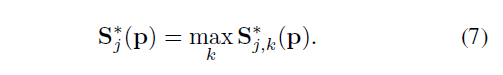 S*_j(p) = max_k S*_{j,k}(p). (7)